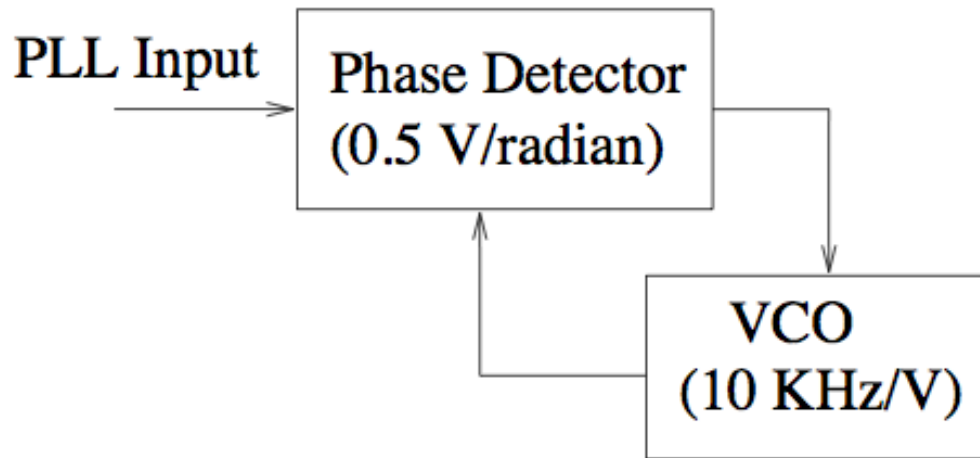 PLL Input
Phase Detector
(0.5 V/radian)
VCO
(10 KHz/V)